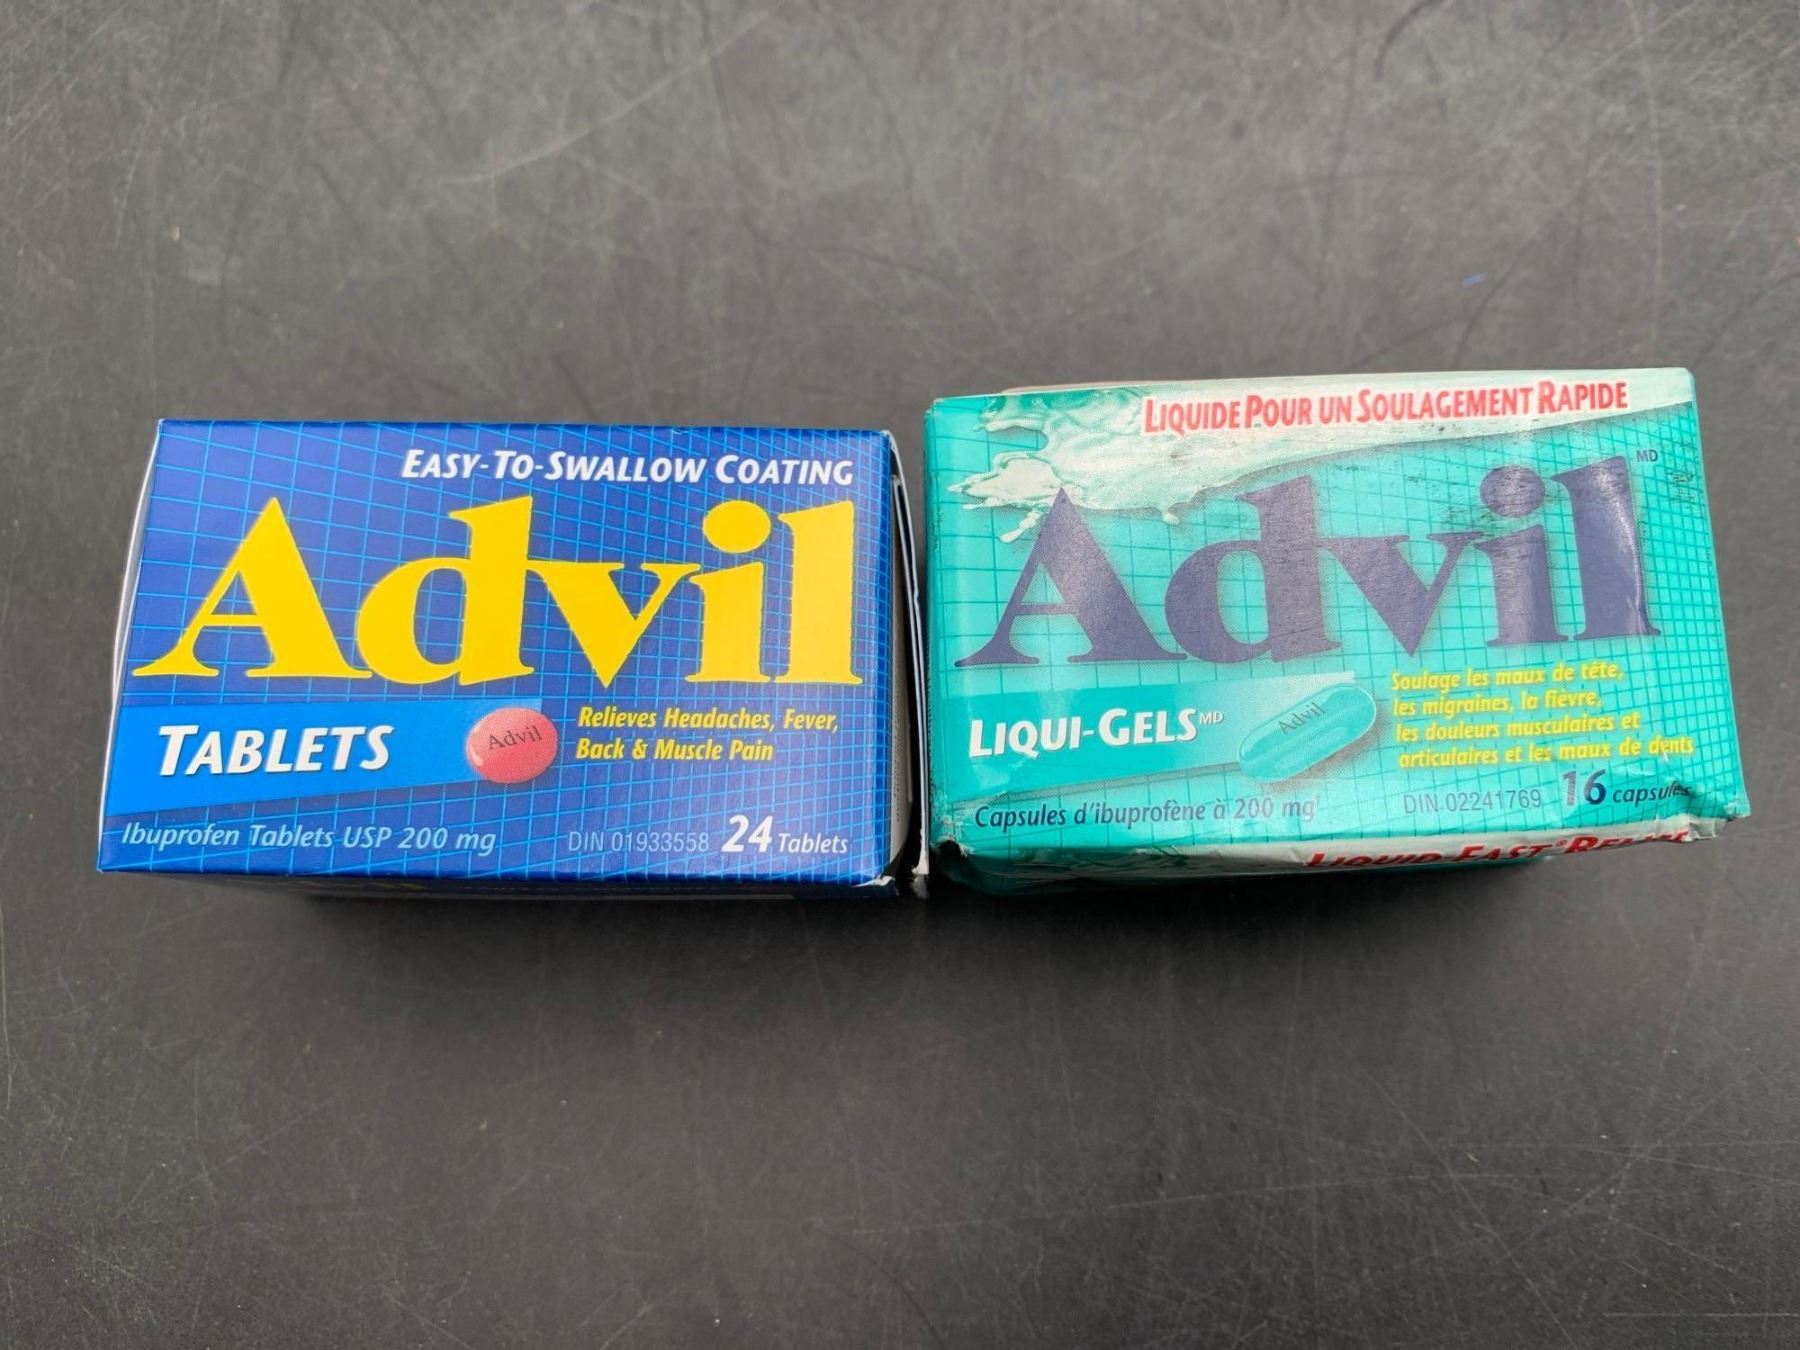 EASY-TO-SWALLOW COATING
Advil
TABLETS
Advil
Relieves Headaches, Fever,
Back & Muscle Pain
Ibuprofen Tablets USP 200 mg
DIN 01933558
24 Tablets
LIQUIDE POUR UN SOULAGEMENT RAPIDE
Advil MD
LIQUI-GELS MD
Advil
Soulage les maux de tête,
les migraines, la fièvre,
les douleurs musculaires et
articulaires et les maux de dents
Capsules d'ibuprofène à 200 mg†
DIN 02241769
16 capsules
LIQUID FAST® RELIEF